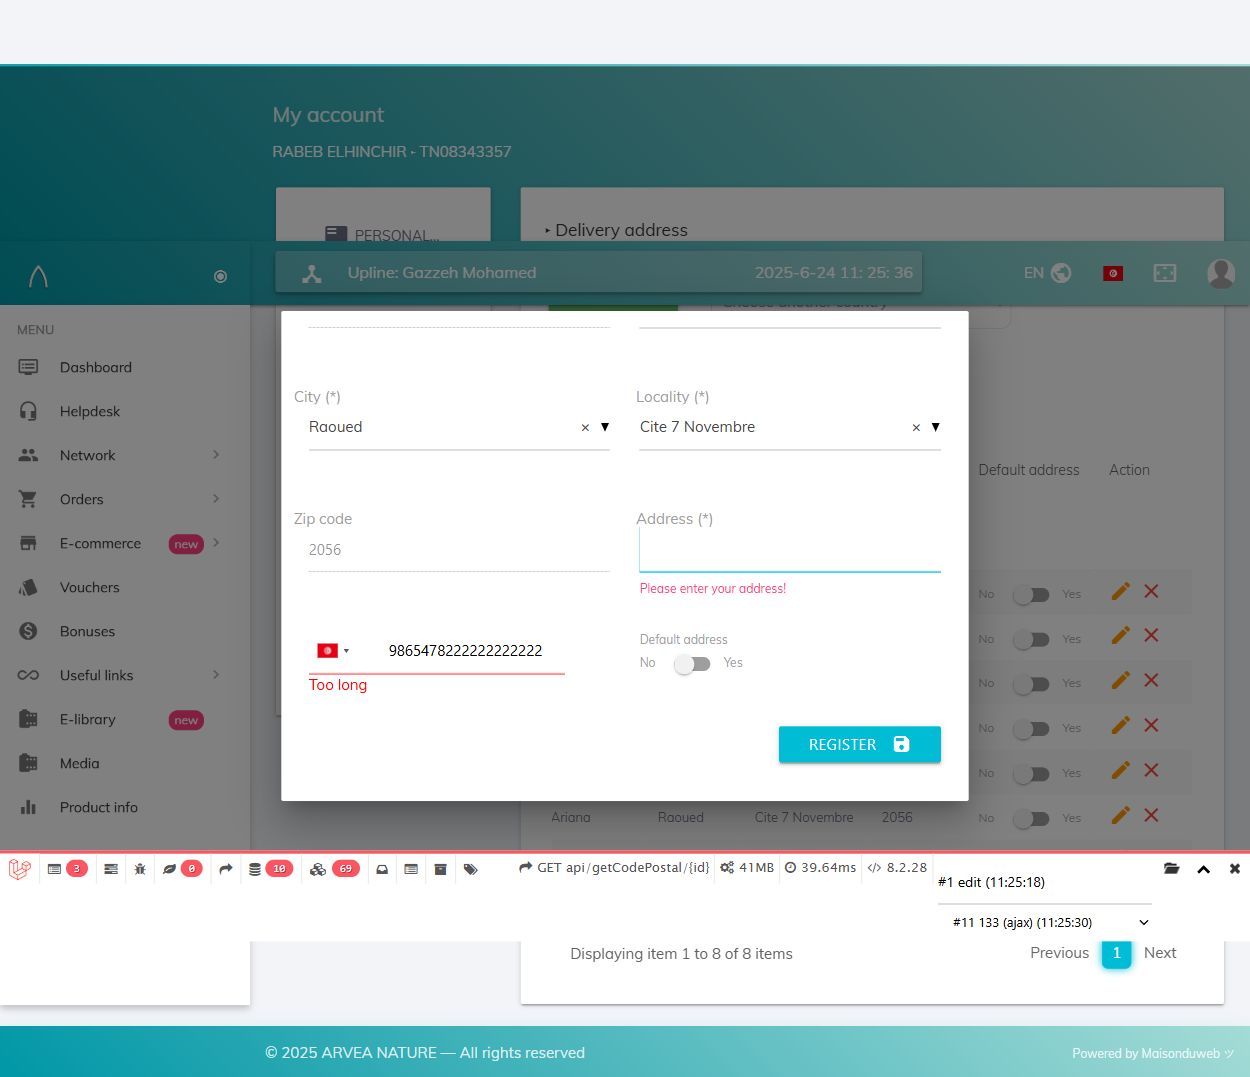 My account
RABEB ELHINCHIR - TN08343357
PERSONAL...
Delivery address
Upline: Gazzeh Mohamed
2025-6-24 11: 25: 36
EN
Choose another country
MENU
Dashboard
Helpdesk
Network
Orders
E-commerce new
Vouchers
Bonuses
Useful links
E-library new
Media
Product info
City (*)
Locality (*)
Raoued × ▼
Cite 7 Novembre × ▼
Zip code
Address (*)
2056
Please enter your address!
Default address
No Yes
9865478222222222222
Too long
REGISTER
Default address Action
No Yes
No Yes
No Yes
No Yes
No Yes
Ariana Raoued Cite 7 Novembre 2056 No Yes
3 0 10 69 GET api/getCodePostal/{id} 41MB 39.64ms </> 8.2.28
#1 edit (11:25:18)
#11 133 (ajax) (11:25:30)
Displaying item 1 to 8 of 8 items
Previous 1 Next
© 2025 ARVEA NATURE — All rights reserved
Powered by Maisonduweb ツ